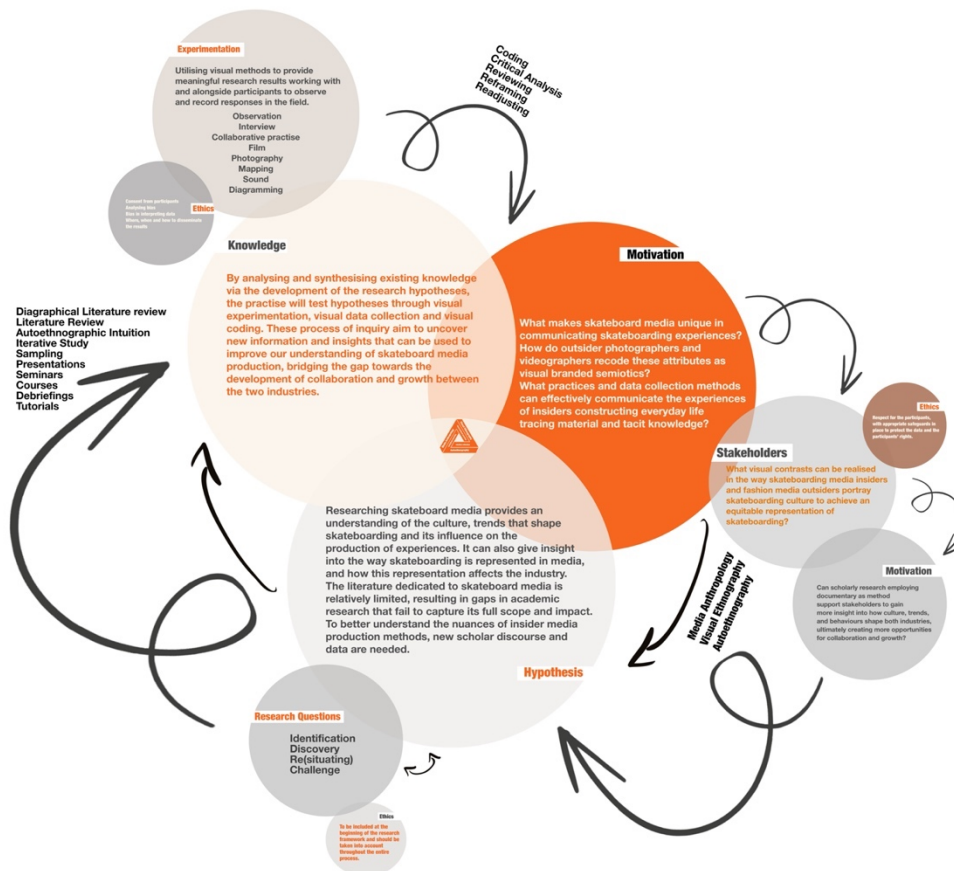 Experimentation
Utilising visual methods to provide
meaningful research results working with
and alongside participants to observe
and record responses in the field.
Observation
Interview
Collaborative practise
Film
Photography
Mapping
Sound
Diagramming
Coding
Critical Analysis
Reviewing
Reframing
Readjusting
Ethics
Consent from participants
Analysing bias
Bias in interpreting data
Where, when and how to disseminate
the results
Knowledge
By analysing and synthesising existing knowledge
via the development of the research hypotheses,
the practise will test hypotheses through visual
experimentation, visual data collection and visual
coding. These process of inquiry aim to uncover
new information and insights that can be used to
improve our understanding of skateboard media
production, bridging the gap towards the
development of collaboration and growth between
the two industries.
Motivation
What makes skateboard media unique in
communicating skateboarding experiences?
How do outsider photographers and
videographers recode these attributes as
visual branded semiotics?
What practices and data collection methods
can effectively communicate the experiences
of insiders constructing everyday life
tracing material and tacit knowledge?
Diagraphical Literature review
Literature Review
Autoethnographic Intuition
Iterative Study
Sampling
Presentations
Seminars
Courses
Debriefings
Tutorials
Ethics
Respect for the participants,
with appropriate safeguards in
place to protect the data and the
participants' rights.
Stakeholders
What visual contrasts can be realised
in the way skateboarding media insiders
and fashion media outsiders portray
skateboarding culture to achieve an
equitable representation of
skateboarding?
Motivation
Can scholarly research employing
documentary as method
support stakeholders to gain
more insight into how culture, trends,
and behaviours shape both industries,
ultimately creating more opportunities
for collaboration and growth?
Media Anthropology
Visual Ethnography
Autoethnography
Researching skateboard media provides an
understanding of the culture, trends that shape
skateboarding and its influence on the
production of experiences. It can also give insight
into the way skateboarding is represented in media,
and how this representation affects the industry.
The literature dedicated to skateboard media is
relatively limited, resulting in gaps in academic
research that fail to capture its full scope and impact.
To better understand the nuances of insider media
production methods, new scholar discourse and
data are needed.
Hypothesis
Research Questions
Identification
Discovery
Re(situating)
Challenge
Ethics
To be included at the
beginning of the research
framework and should be
taken into account
throughout the entire
process.